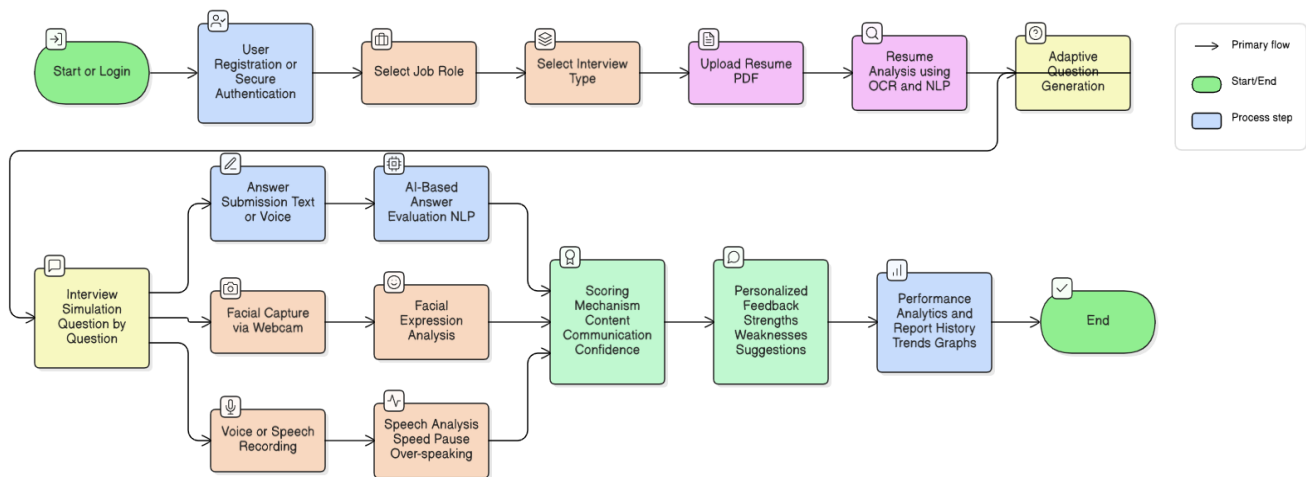 Start or Login
User
Registration or
Secure
Authentication
Select Job Role
Select Interview
Type
Upload Resume
PDF
Resume
Analysis using
OCR and NLP
Adaptive
Question
Generation
Primary flow
Start/End
Process step
Answer
Submission Text
or Voice
AI-Based
Answer
Evaluation NLP
Interview
Simulation
Question by
Question
Facial Capture
via Webcam
Facial
Expression
Analysis
Scoring
Mechanism
Content
Communication
Confidence
Personalized
Feedback
Strengths
Weaknesses
Suggestions
Performance
Analytics and
Report History
Trends Graphs
End
Voice or Speech
Recording
Speech Analysis
Speed Pause
Over-speaking